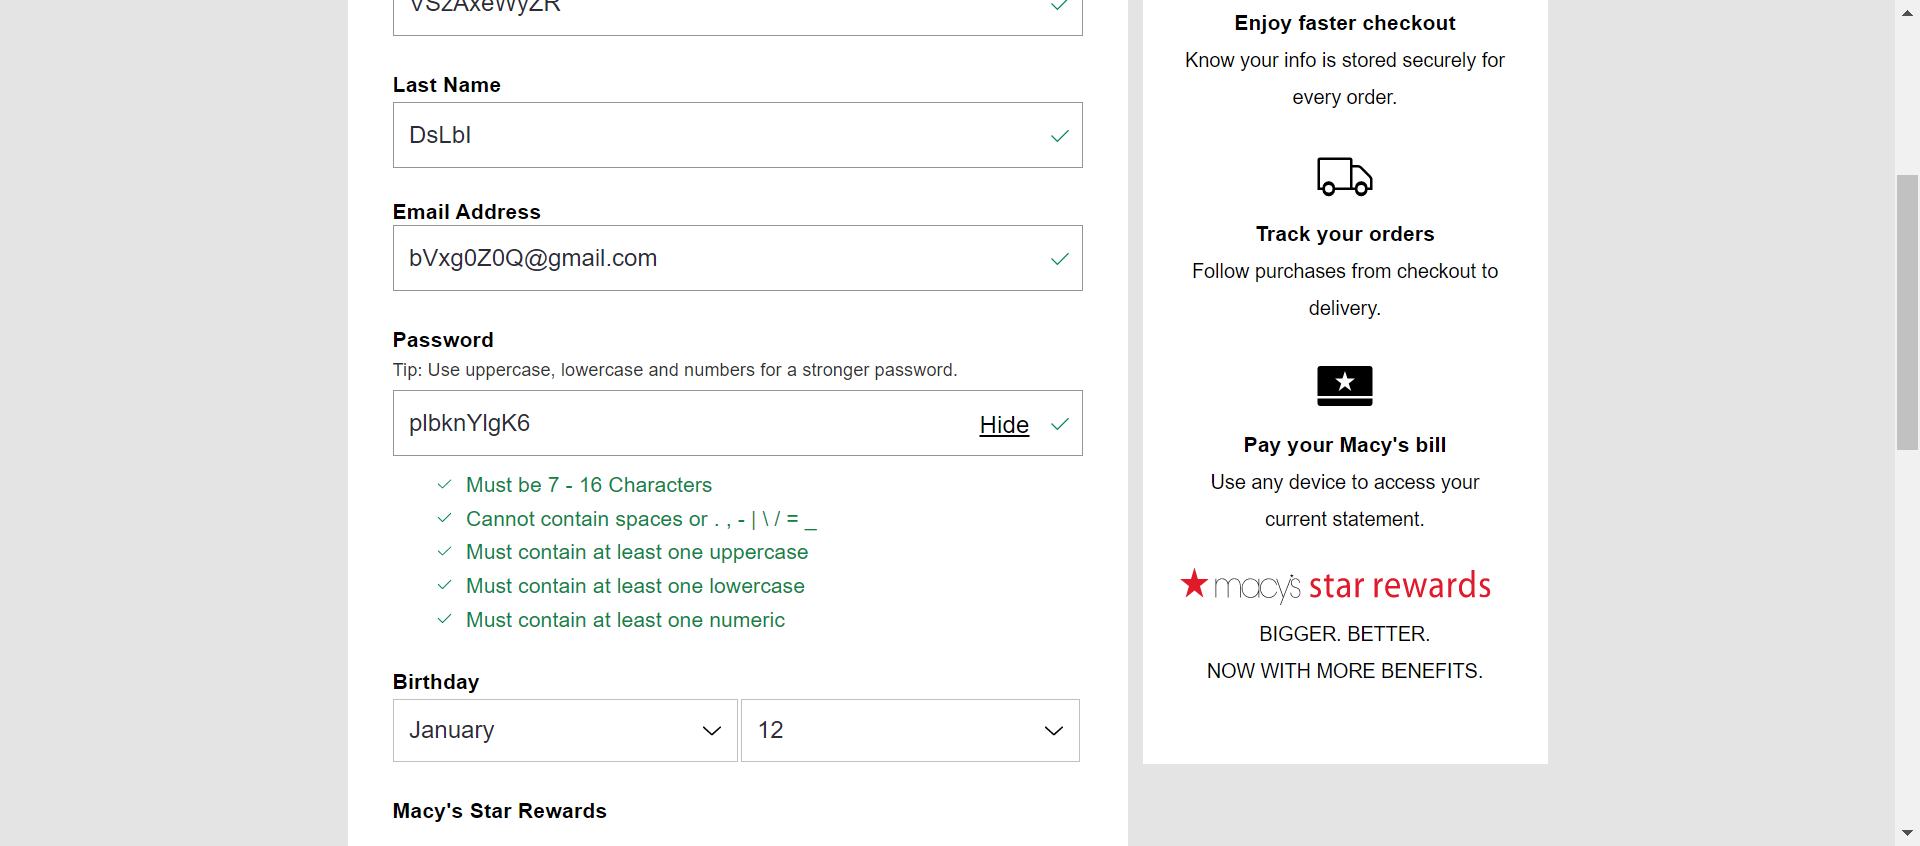 VSzAxeWyZR
Last Name
DsLbI
Email Address
bVxg0Z0Q@gmail.com
Password
Tip: Use uppercase, lowercase and numbers for a stronger password.
Hide
Must be 7 - 16 Characters
Cannot contain spaces or . , - | \ / = _
Must contain at least one uppercase
Must contain at least one lowercase
Must contain at least one numeric
Birthday
January 12
Macy's Star Rewards
Enjoy faster checkout
Know your info is stored securely for
every order.
Track your orders
Follow purchases from checkout to
delivery.
Pay your Macy's bill
Use any device to access your
current statement.
macy's star rewards
BIGGER. BETTER.
NOW WITH MORE BENEFITS.